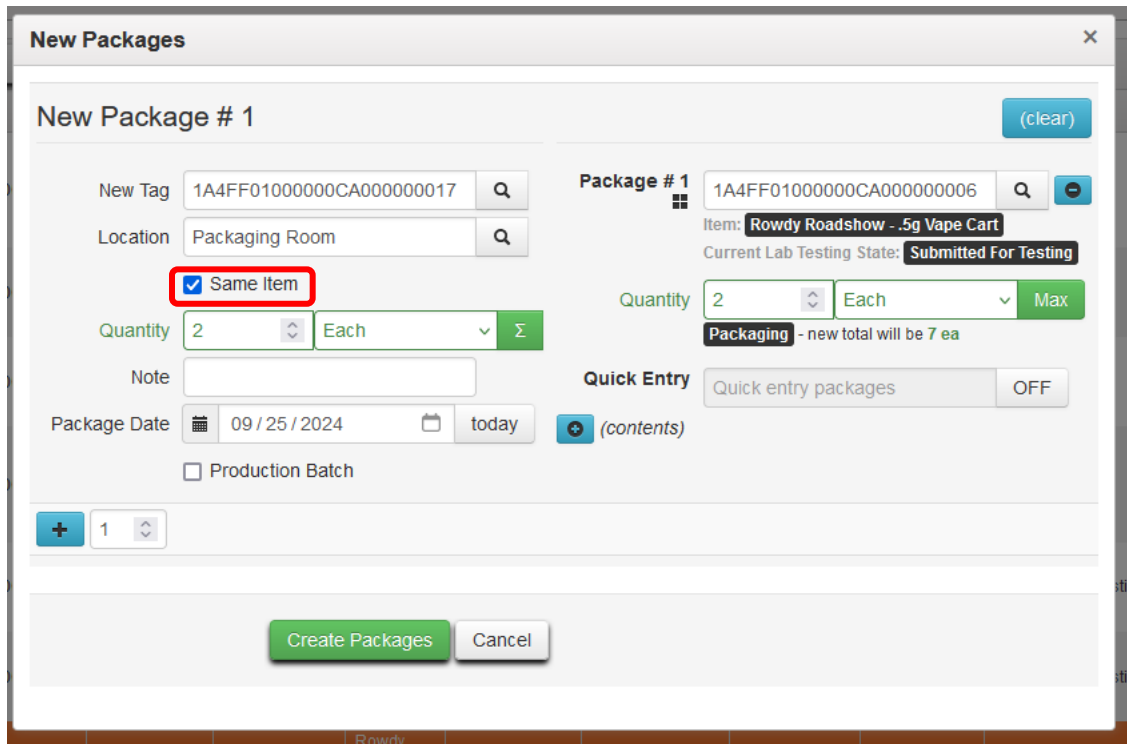 New Packages ×
New Package # 1
(clear)
New Tag 1A4FF01000000CA000000017
Location Packaging Room
Same Item
Quantity 2 Each Σ
Note
Package Date 09/25/2024 today
Production Batch
Package # 1 1A4FF01000000CA000000006
Item: Rowdy Roadshow - .5g Vape Cart
Current Lab Testing State: Submitted For Testing
Quantity 2 Each Max
Packaging - new total will be 7 ea
Quick Entry Quick entry packages OFF
(contents)
1
Create Packages Cancel
Rowdy